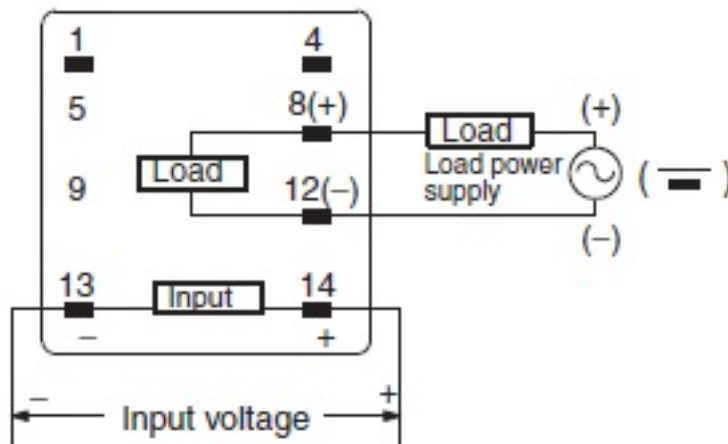 1
4
5
8(+)
Load
(+)
Load
Load power
supply
(
)
9
12(–)
(–)
13
Input
14
–
+
–
+
Input voltage